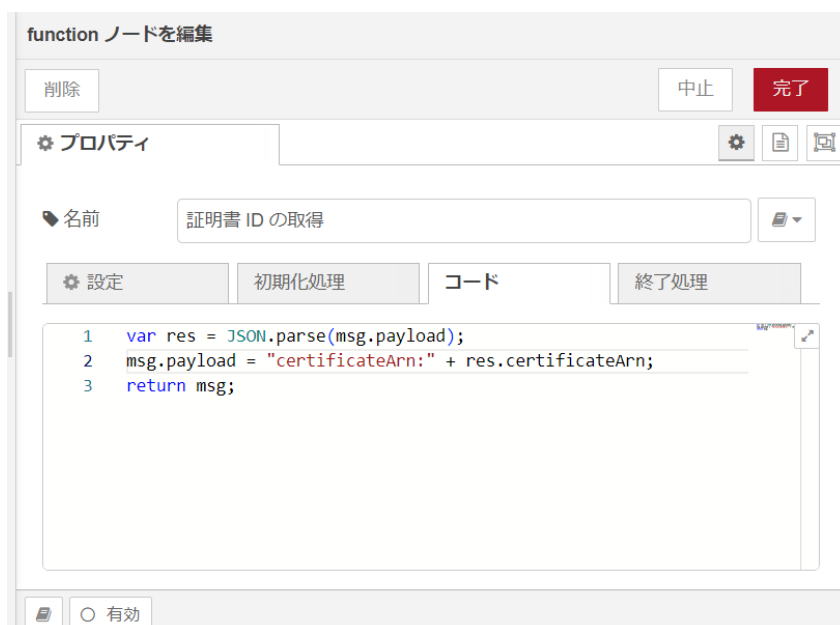 function ノードを編集
削除
中止
完了
プロパティ
名前
証明書 ID の取得
設定
初期化処理
コード
終了処理
1 var res = JSON.parse(msg.payload);
2 msg.payload = "certificateArn:" + res.certificateArn;
3 return msg;
有効